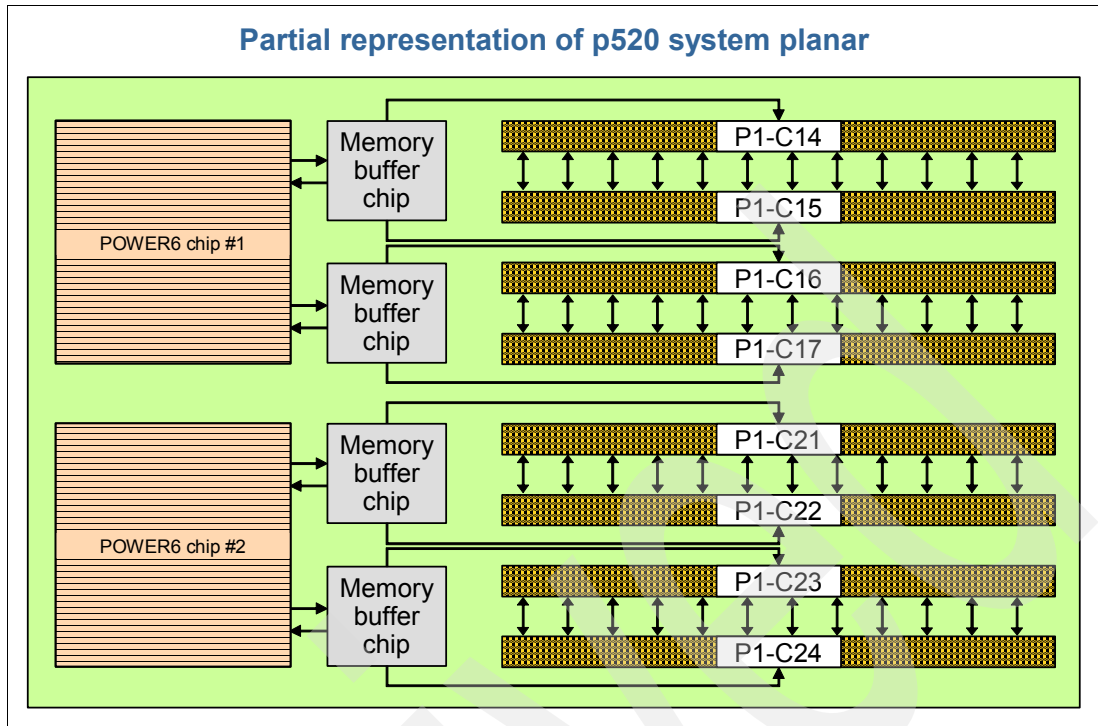 Partial representation of p520 system planar
POWER6 chip #1
Memory
buffer
chip
P1-C14
P1-C15
Memory
buffer
chip
P1-C16
P1-C17
POWER6 chip #2
Memory
buffer
chip
P1-C21
P1-C22
Memory
buffer
chip
P1-C23
P1-C24